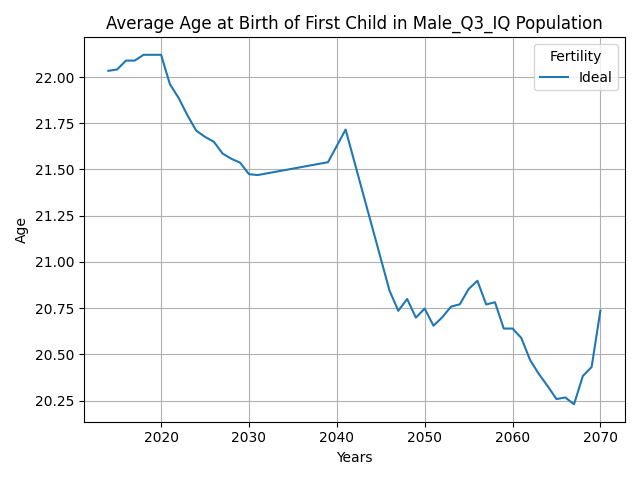 Average Age at Birth of First Child in Male_Q3_IQ Population
Fertility
Ideal
22.00
21.75
21.50
21.25
21.00
20.75
20.50
20.25
Age
2020 2030 2040 2050 2060 2070
Years